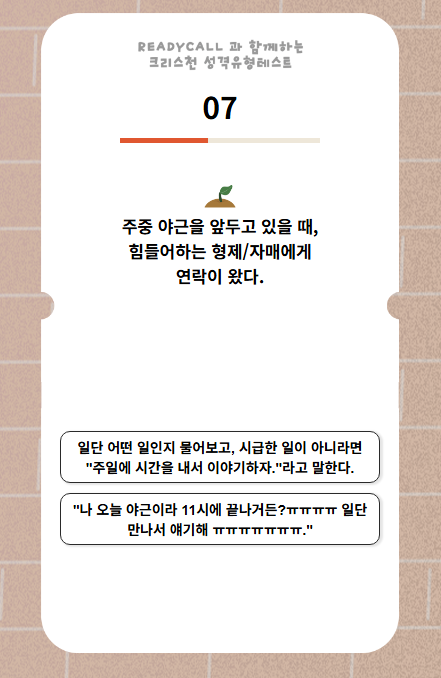 READYCALL 과 함께하는
크리스천 성격유형테스트
07
주중 야근을 앞두고 있을 때,
힘들어하는 형제/자매에게
연락이 왔다.
일단 어떤 일인지 물어보고, 시급한 일이 아니라면
"주일에 시간을 내서 이야기하자."라고 말한다.
"나 오늘 야근이라 11시에 끝나거든?ㅠㅠㅠㅠ 일단
만나서 얘기해 ㅠㅠㅠㅠㅠㅠㅠ."